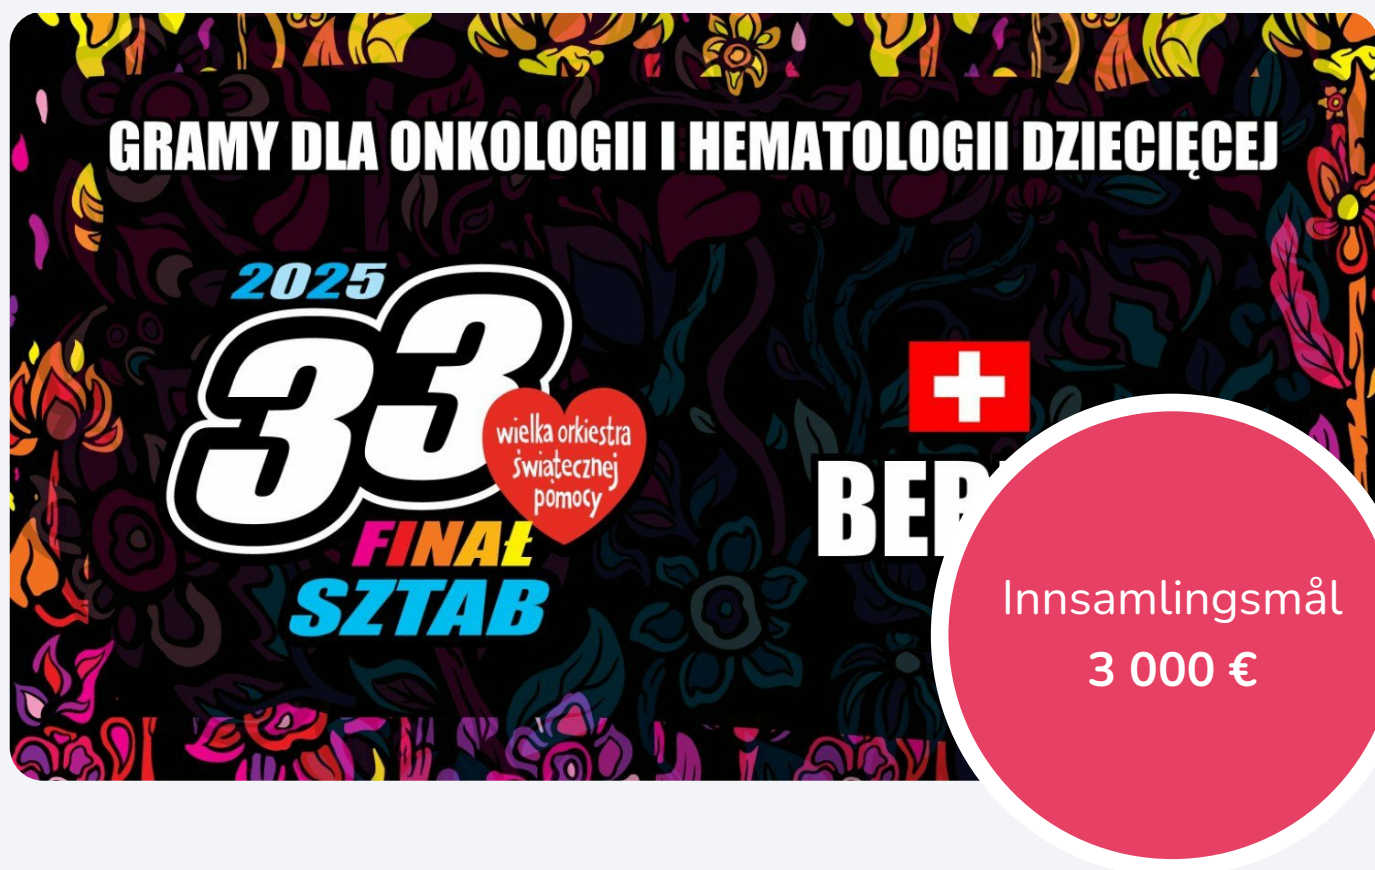 GRAMY DLA ONKOLOGII I HEMATOLOGII DZIECIĘCEJ
2025
33
wielka orkiestra
świątecznej
pomocy
FINAŁ
SZTAB
Innsamlingsmål
3 000 €